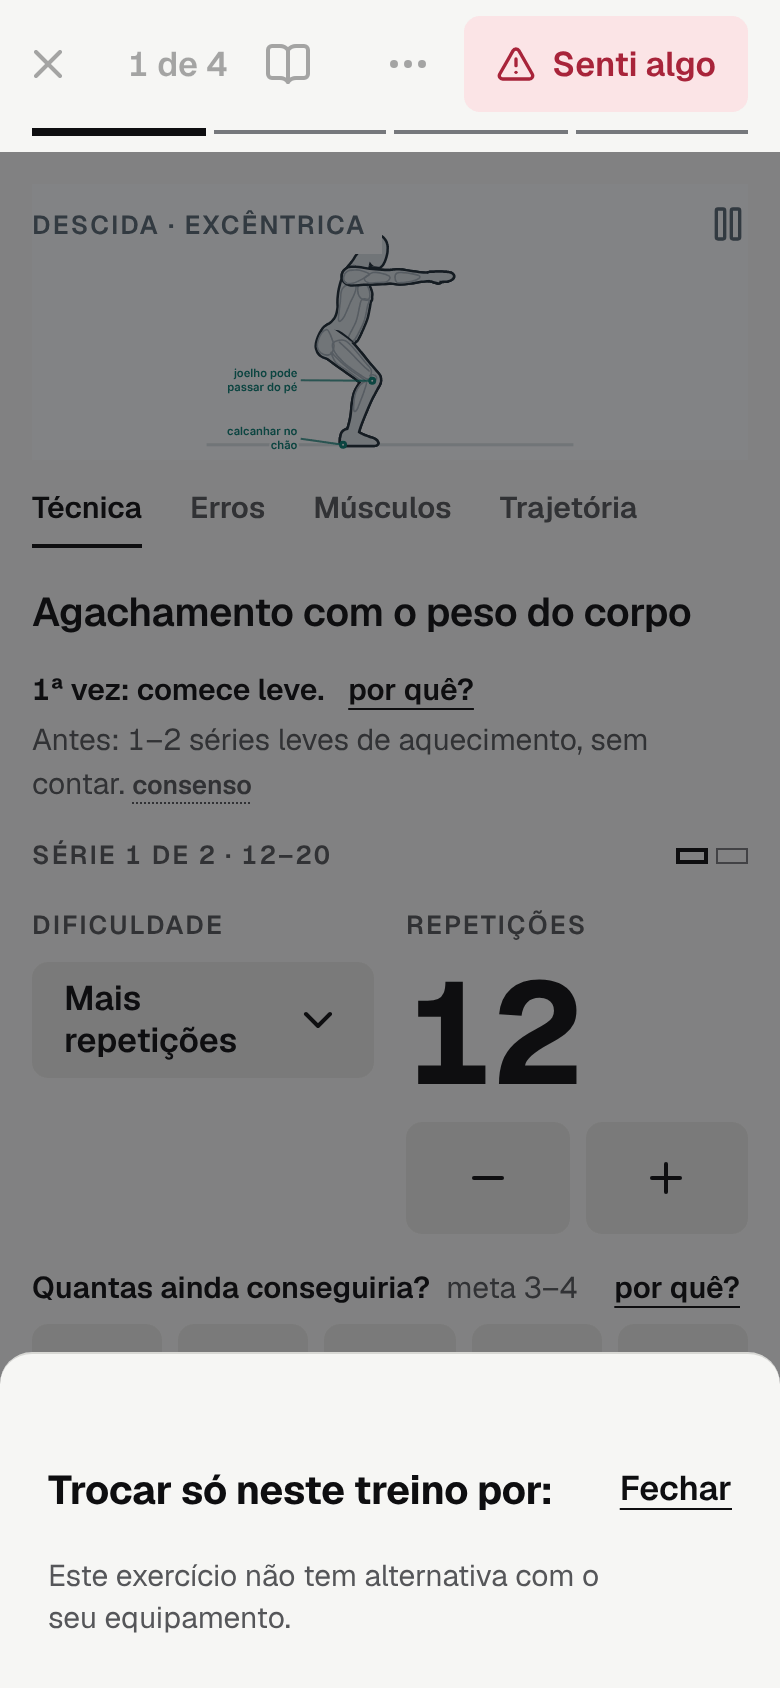 1 de 4
Senti algo
DESCIDA · EXCÊNTRICA
joelho pode
passar do pé
calcanhar no
chão
Técnica Erros Músculos Trajetória
Agachamento com o peso do corpo
1ª vez: comece leve. por quê?
Antes: 1–2 séries leves de aquecimento, sem
contar. consenso
SÉRIE 1 DE 2 · 12–20
DIFICULDADE
Mais
repetições
REPETIÇÕES
12
Quantas ainda conseguiria? meta 3–4 por quê?
Trocar só neste treino por: Fechar
Este exercício não tem alternativa com o
seu equipamento.